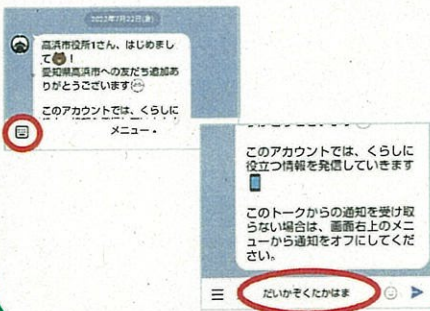 2022年7月22日(金)
高浜市役所1さん、はじめまし
て🐻!
愛知県高浜市への友だち追加あ
りがとうございます
このアカウントでは、くらしに
メニュー・
このアカウントでは、くらしに
役立つ情報を発信していきます
このトークからの通知を受け取
らない場合は、画面右上のメニ
ューから通知をオフにしてくだ
さい。
だいかぞくたかはま